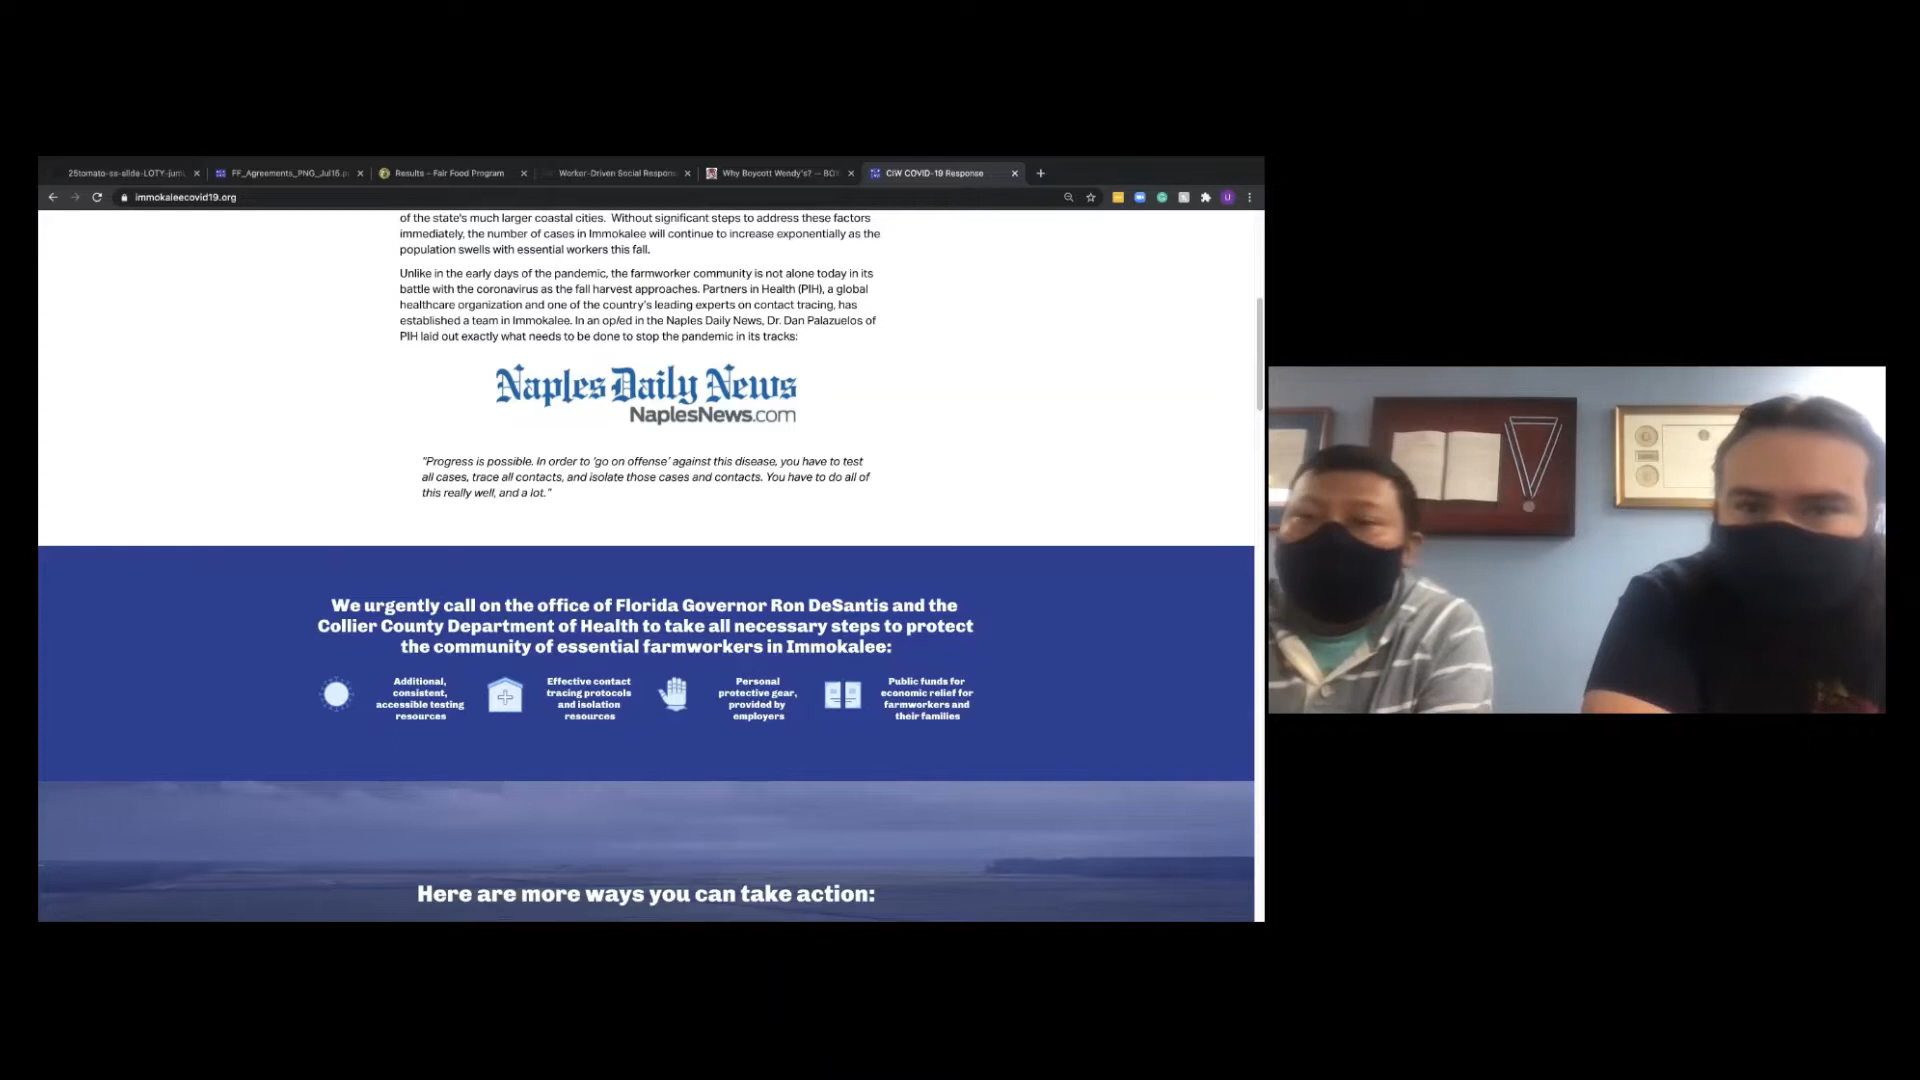 25tomato-ss-slide-LOTY-jum
FF_Agreements_PNG_Jul16.p
Results – Fair Food Program
Worker-Driven Social Respons
Why Boycott Wendy's? — BOY
CIW COVID-19 Response
immokaleecovid19.org
of the state's much larger coastal cities. Without significant steps to address these factors
immediately, the number of cases in Immokalee will continue to increase exponentially as the
population swells with essential workers this fall.
Unlike in the early days of the pandemic, the farmworker community is not alone today in its
battle with the coronavirus as the fall harvest approaches. Partners in Health (PIH), a global
healthcare organization and one of the country's leading experts on contact tracing, has
established a team in Immokalee. In an op/ed in the Naples Daily News, Dr. Dan Palazuelos of
PIH laid out exactly what needs to be done to stop the pandemic in its tracks:
Naples Daily News
NaplesNews.com
"Progress is possible. In order to 'go on offense' against this disease, you have to test
all cases, trace all contacts, and isolate those cases and contacts. You have to do all of
this really well, and a lot."
We urgently call on the office of Florida Governor Ron DeSantis and the
Collier County Department of Health to take all necessary steps to protect
the community of essential farmworkers in Immokalee:
Additional,
consistent,
accessible testing
resources
Effective contact
tracing protocols
and isolation
resources
Personal
protective gear,
provided by
employers
Public funds for
economic relief for
farmworkers and
their families
Here are more ways you can take action: